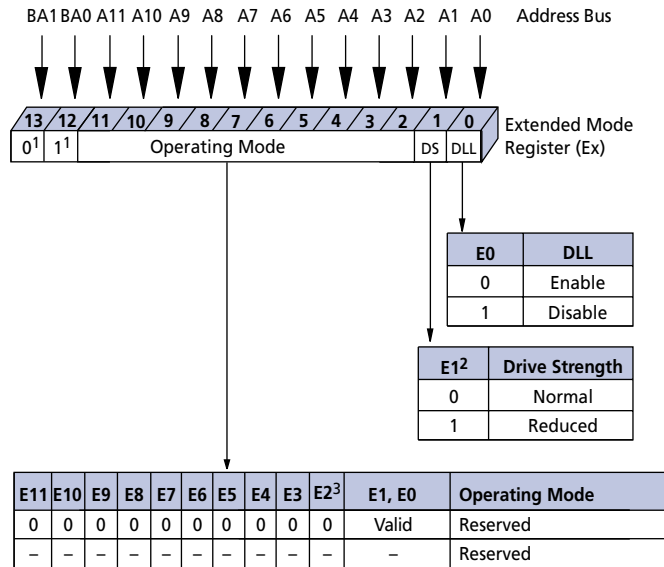 BA1 BA0 A11 A10 A9 A8 A7 A6 A5 A4 A3 A2 A1 A0 Address Bus
13 12 11 10 9 8 7 6 5 4 3 2 1 0
Extended Mode
Register (Ex)
0¹ 1¹ Operating Mode DS DLL
E0 DLL
0 Enable
1 Disable
E1² Drive Strength
0 Normal
1 Reduced
E11 E10 E9 E8 E7 E6 E5 E4 E3 E2³ E1, E0 Operating Mode
0 0 0 0 0 0 0 0 0 0 Valid Reserved
– – – – – – – – – – – Reserved